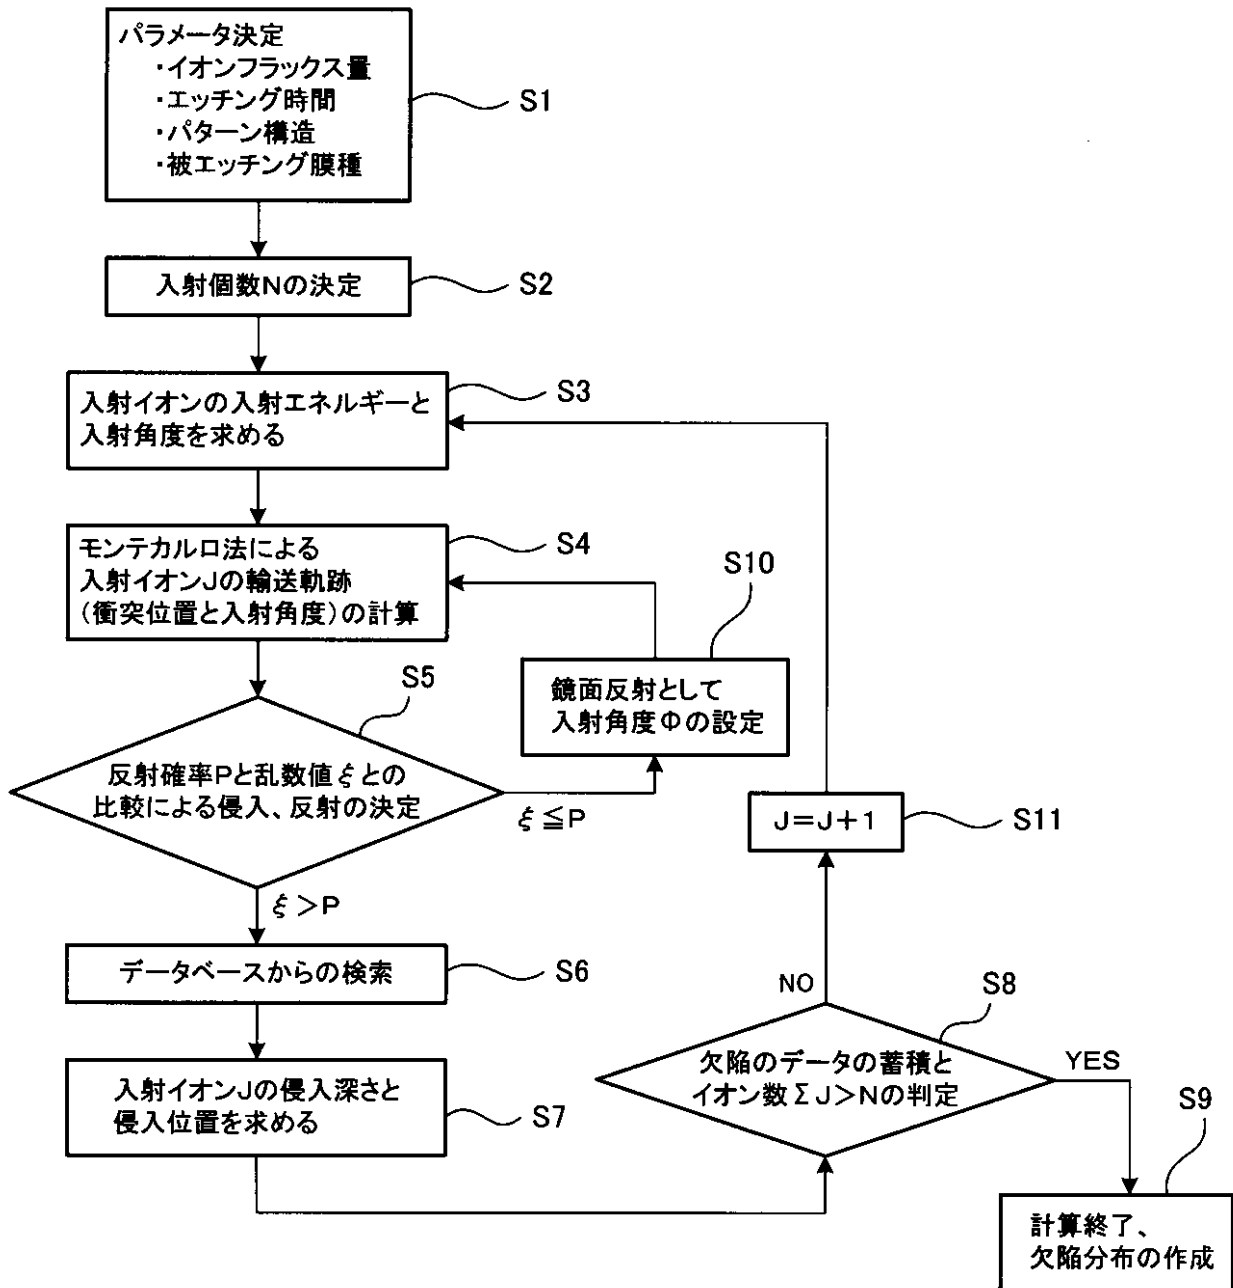 パラメータ決定
・イオンフラックス量
・エッチング時間
・パターン構造
・被エッチング膜種
S1
入射個数Nの決定
S2
入射イオンの入射エネルギーと
入射角度を求める
S3
モンテカルロ法による
入射イオンJの輸送軌跡
(衝突位置と入射角度)の計算
S4
S10
鏡面反射として
入射角度Φの設定
S5
反射確率Pと乱数値ξとの
比較による侵入、反射の決定
ξ≦P
ξ>P
J=J+1
S11
データベースからの検索
S6
NO
S8
欠陥のデータの蓄積と
イオン数ΣJ>Nの判定
YES
入射イオンJの侵入深さと
侵入位置を求める
S7
S9
計算終了、
欠陥分布の作成